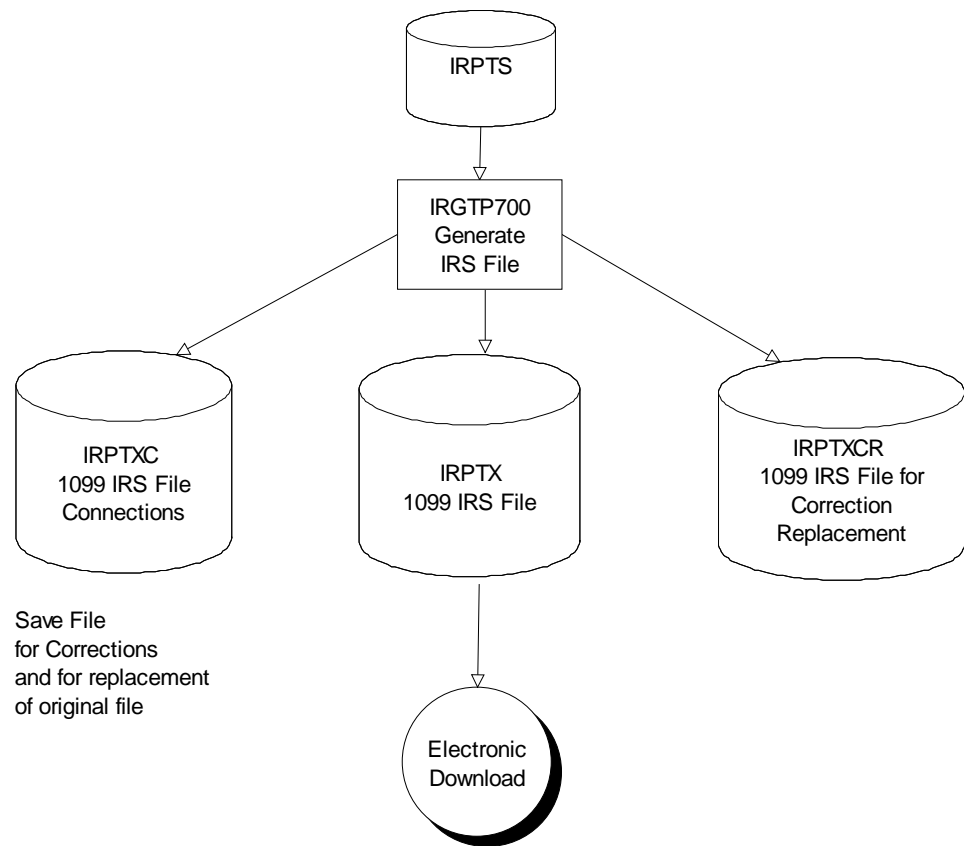 IRPTS
IRGTP700
Generate
IRS File
IRPTXC
1099 IRS File
Connections
IRPTX
1099 IRS File
IRPTXCR
1099 IRS File for
Correction
Replacement
Save File
for Corrections
and for replacement
of original file
Electronic
Download